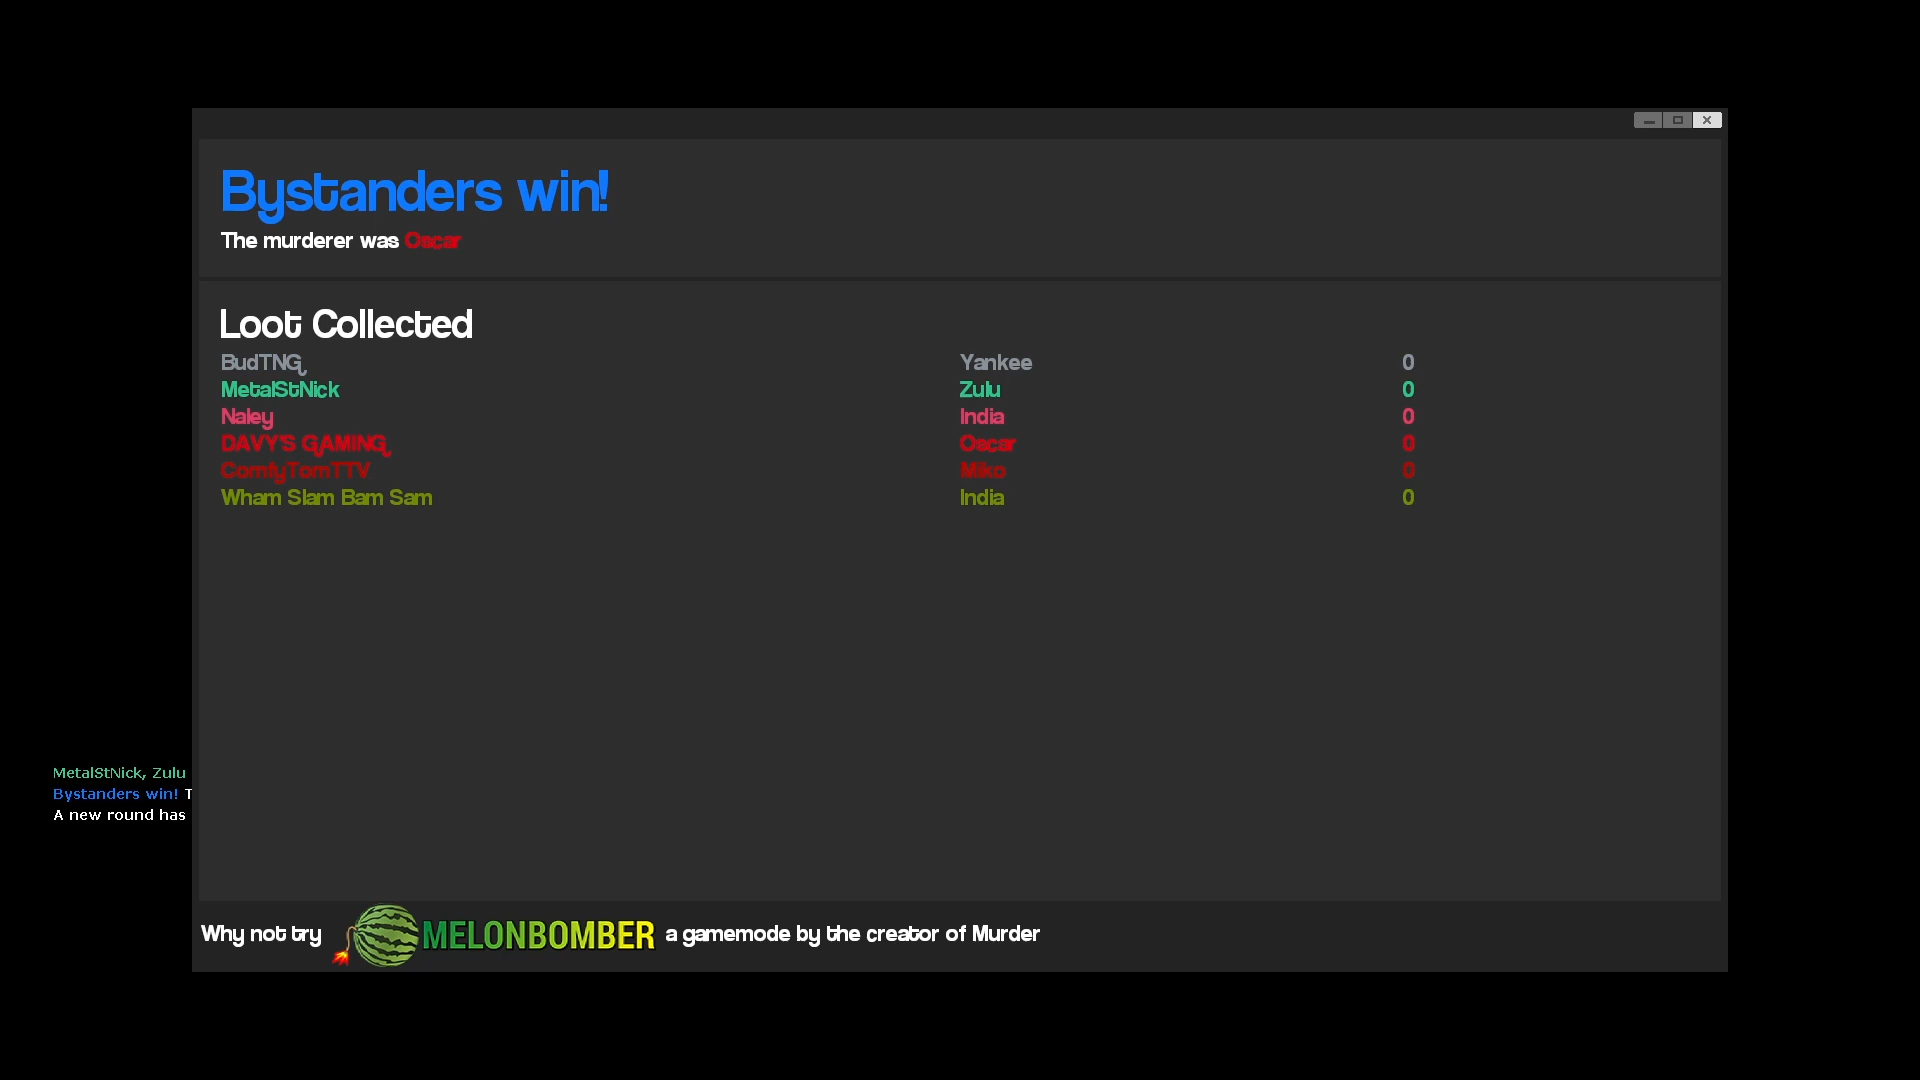 Bystanders win!
The murderer was Oscar
Loot Collected
BudTNG Yankee 0
MetalStNick Zulu 0
Naley India 0
DAVY'S GAMING Oscar 0
ComfyTomTTV Miko 0
Wham Slam Bam Sam India 0
MetalStNick, Zulu
Bystanders win! T
A new round has
Why not try MELONBOMBER a gamemode by the creator of Murder